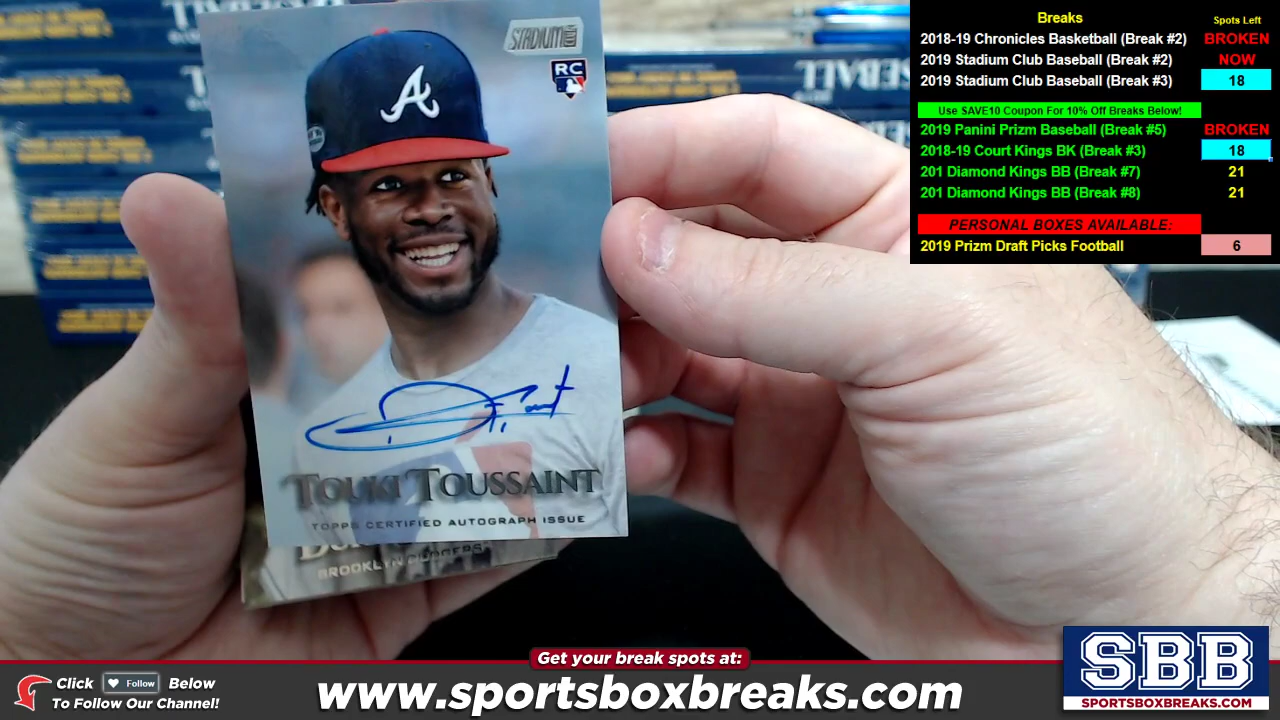 STADIUM CLUB
RC
A
TOUKI TOUSSAINT
TOPPS CERTIFIED AUTOGRAPH ISSUE
BROOKLYN DODGERS
BASEBALL
Breaks Spots Left
2018-19 Chronicles Basketball (Break #2) BROKEN
2019 Stadium Club Baseball (Break #2) NOW
2019 Stadium Club Baseball (Break #3) 18
Use SAVE10 Coupon For 10% Off Breaks Below!
2019 Panini Prizm Baseball (Break #5) BROKEN
2018-19 Court Kings BK (Break #3) 18
201 Diamond Kings BB (Break #7) 21
201 Diamond Kings BB (Break #8) 21
PERSONAL BOXES AVAILABLE:
2019 Prizm Draft Picks Football 6
Get your break spots at:
Click Follow Below
To Follow Our Channel!
www.sportsboxbreaks.com
SBB
SPORTSBOXBREAKS.COM